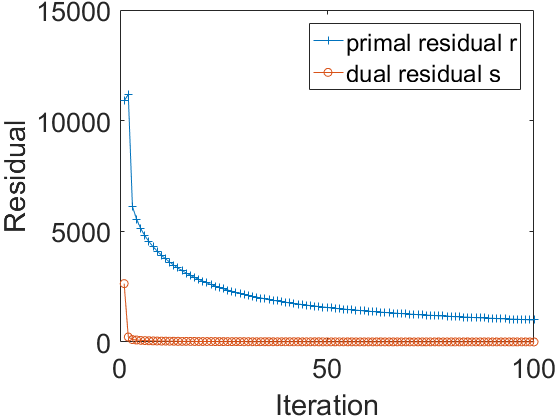 15000
primal residual r
dual residual s
10000
Residual
5000
0
0
50
100
Iteration